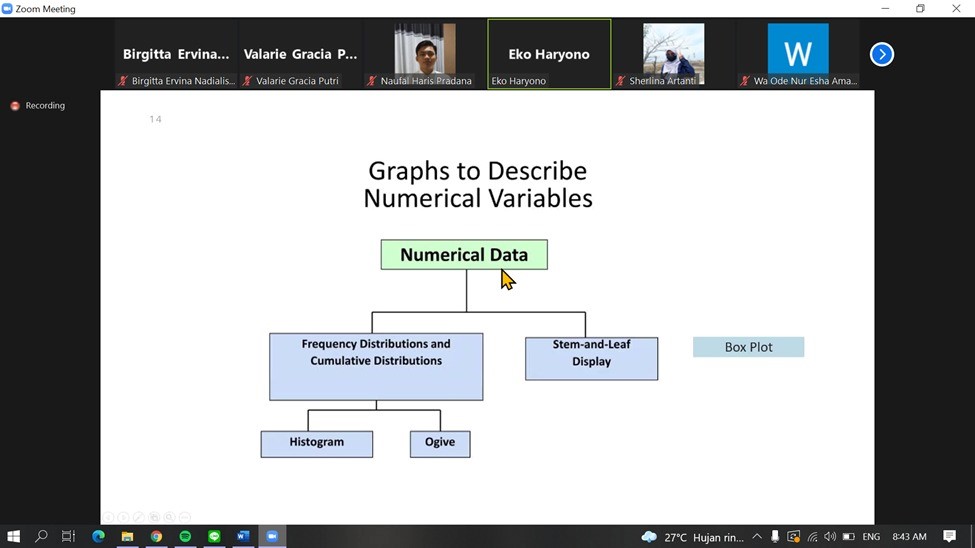 Zoom Meeting
Birgitta Ervina...
Valarie Gracia P...
Eko Haryono
W
Birgitta Ervina Nadialis...
Valarie Gracia Putri
Naufal Haris Pradana
Eko Haryono
Sherlina Artanti
Wa Ode Nur Esha Ama...
Recording
14
Graphs to Describe
Numerical Variables
Numerical Data
Frequency Distributions and
Cumulative Distributions
Stem-and-Leaf
Display
Box Plot
Histogram
Ogive
27°C Hujan rin...
ENG
8:43 AM